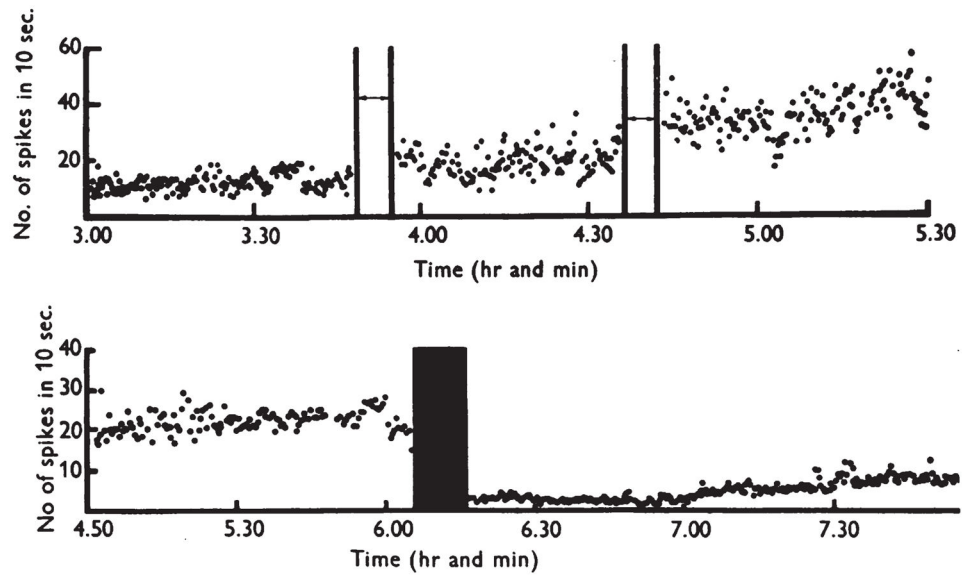 No. of spikes in 10 sec.
60
40
20
3.00 3.30 4.00 4.30 5.00 5.30
Time (hr and min)
No of spikes in 10 sec.
40
30
20
10
4.50 5.30 6.00 6.30 7.00 7.30
Time (hr and min)